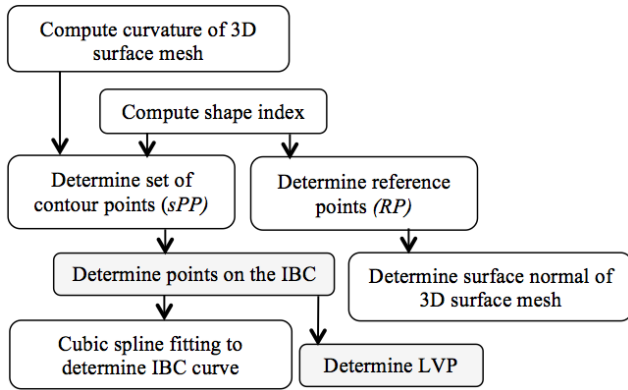 Compute curvature of 3D
surface mesh
Compute shape index
Determine set of
contour points (sPP)
Determine reference
points (RP)
Determine points on the IBC
Determine surface normal of
3D surface mesh
Cubic spline fitting to
determine IBC curve
Determine LVP